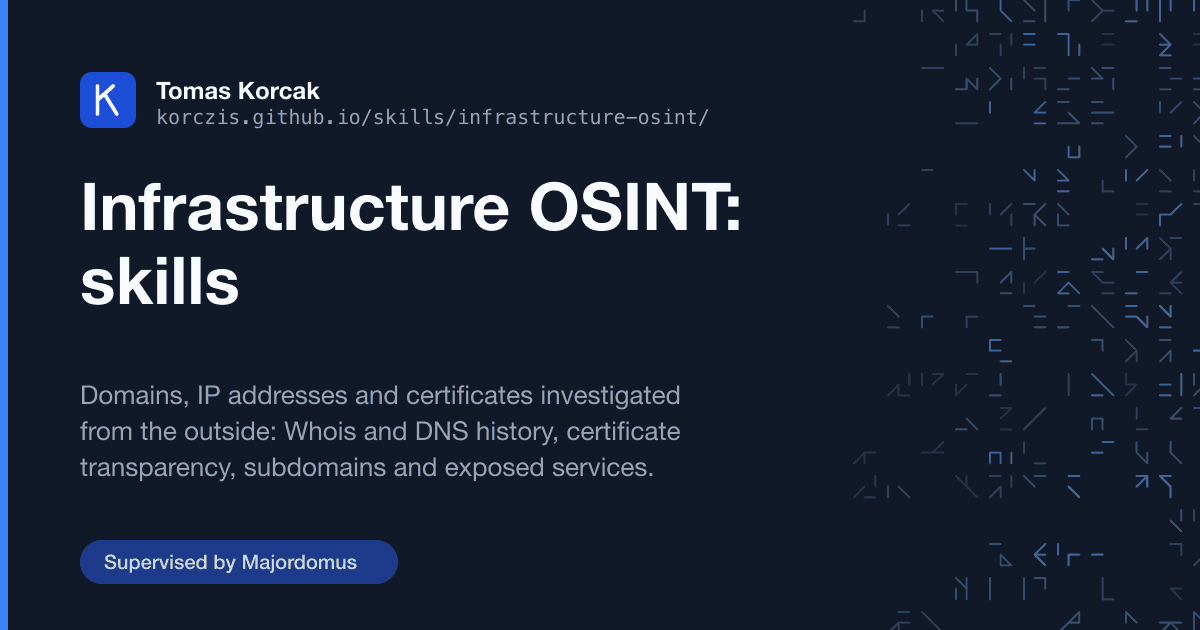 K
Tomas Korcak
korczis.github.io/skills/infrastructure-osint/
Infrastructure OSINT:
skills
Domains, IP addresses and certificates investigated
from the outside: Whois and DNS history, certificate
transparency, subdomains and exposed services.
Supervised by Majordomus